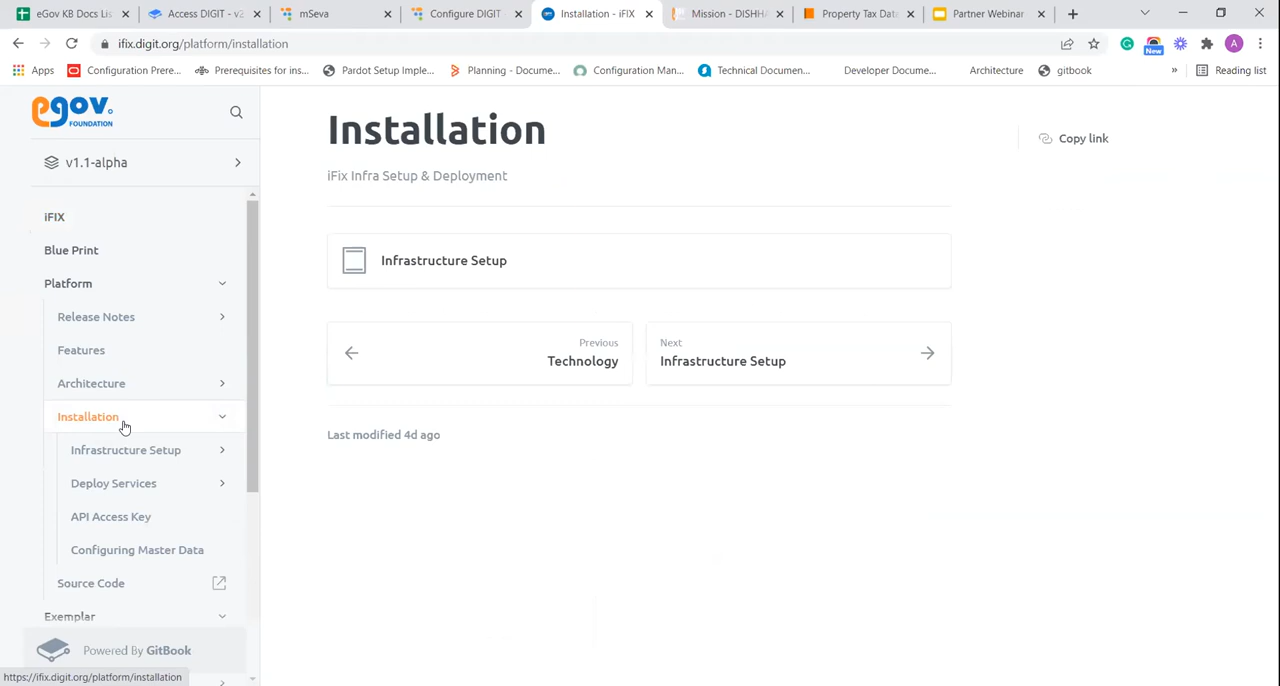 eGov KB Docs Lis
Access DIGIT - v2
mSeva
Configure DIGIT
Installation - iFIX
Mission - DISHHA
Property Tax Data
Partner Webinar
ifix.digit.org/platform/installation
New
A
Apps
Configuration Prere...
Prerequisites for ins...
Pardot Setup Imple...
Planning - Docume...
Configuration Man...
Technical Documen...
Developer Docume...
Architecture
gitbook
»
Reading list
egov.
FOUNDATION
v1.1-alpha
iFIX
Blue Print
Platform
Release Notes
Features
Architecture
Installation
Infrastructure Setup
Deploy Services
API Access Key
Configuring Master Data
Source Code
Exemplar
Powered By GitBook
https://ifix.digit.org/platform/installation
Installation
iFix Infra Setup & Deployment
Infrastructure Setup
Previous
Technology
Next
Infrastructure Setup
Last modified 4d ago
Copy link